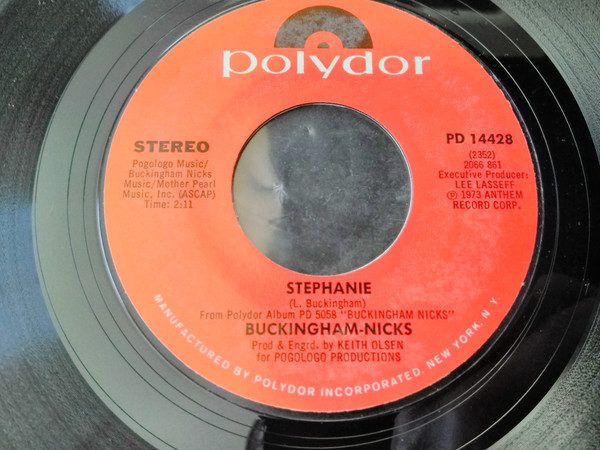 polydor
STEREO
Pogologo Music/
Buckingham Nicks
Music/Mother Pearl
Music, Inc. (ASCAP)
Time: 2:11
PD 14428
(2352)
2066 861
Executive Producer:
LEE LASSEFF
Ⓟ 1973 ANTHEM
RECORD CORP.
STEPHANIE
(L. Buckingham)
From Polydor Album PD 5058 "BUCKINGHAM NICKS"
BUCKINGHAM-NICKS
Prod & Engrd. by KEITH OLSEN
for POGOLOGO PRODUCTIONS
MANUFACTURED BY POLYDOR INCORPORATED. NEW YORK. N. Y.